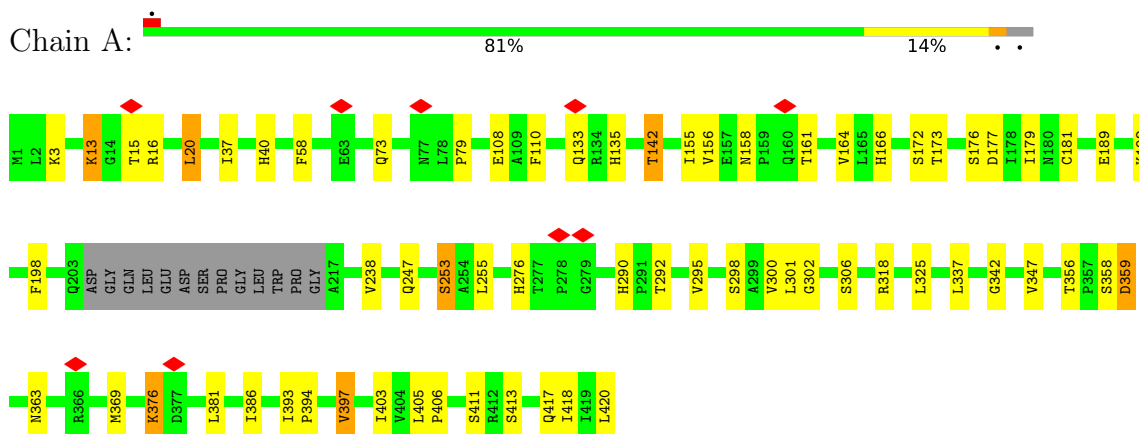 Chain A:
81% 14%
M1 L2 K3 K13 G14 T15 R16 L20 I37 H40 F58 E63 Q73 N77 L78 P79 E108 A109 F110 Q133 R134 H135 T142 I155 V156 E157 N158 P159 Q160 T161 V164 L165 H166 S172 T173 S176 D177 I178 I179 N180 C181 E189
F198 Q203 ASP GLY GLN LEU GLU ASP SER PRO GLY LEU TRP PRO GLY A217 V238 Q247 S253 A254 L255 H276 T277 P278 G279 H290 P291 T292 V295 S298 A299 V300 L301 G302 S306 R318 L325 L337 G342 V347 T356 P357 S358 D359
N363 R366 M369 K376 D377 L381 I386 I393 P394 V397 I403 V404 L405 P406 S411 R412 S413 Q417 I418 I419 L420